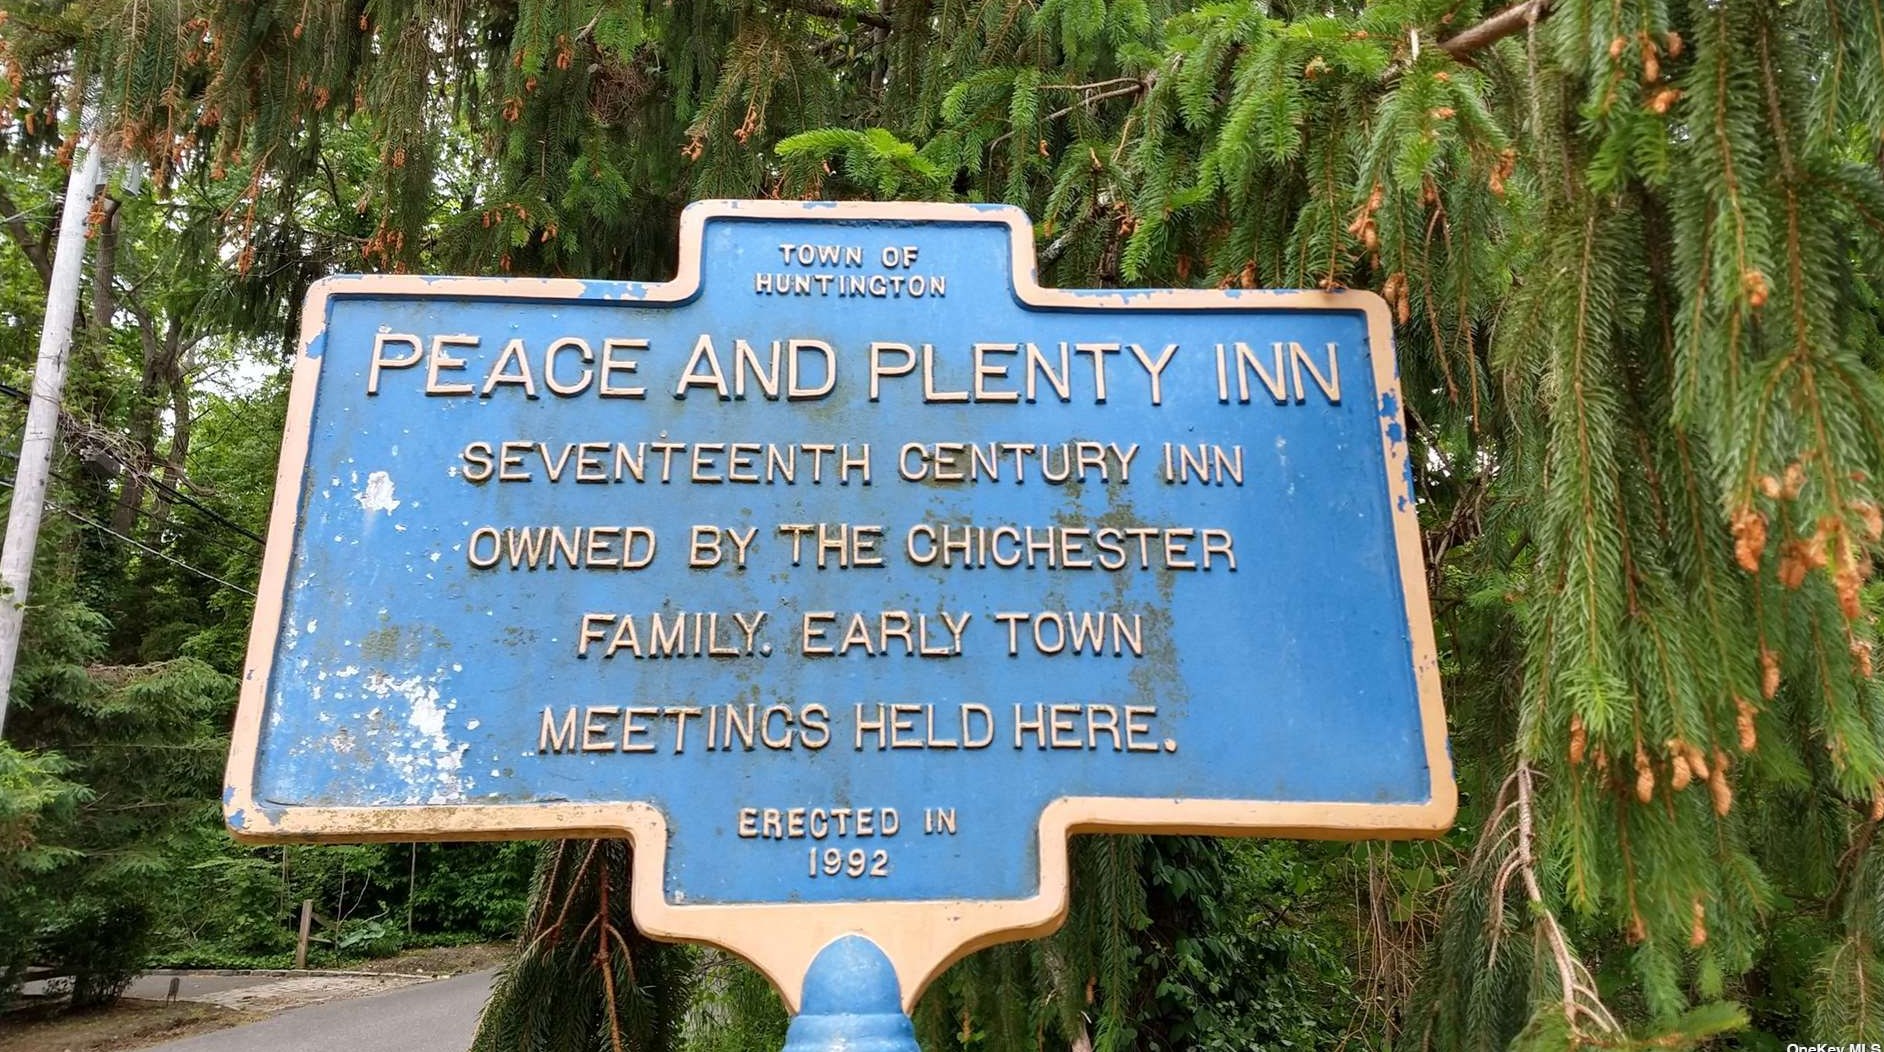 TOWN OF
HUNTINGTON
PEACE AND PLENTY INN
SEVENTEENTH CENTURY INN
OWNED BY THE CHICHESTER
FAMILY. EARLY TOWN
MEETINGS HELD HERE.
ERECTED IN
1992
OneKey MLS